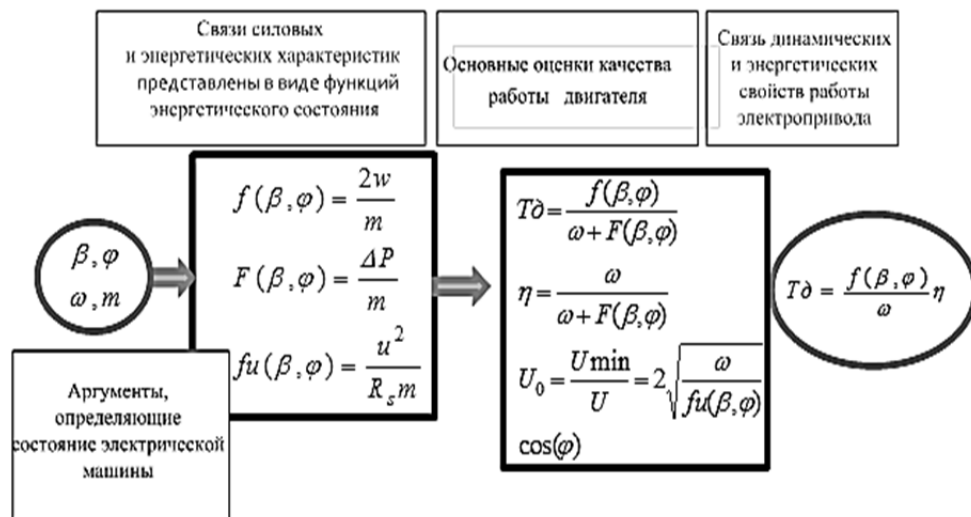 Связи силовых
и энергетических характеристик
представлены в виде функций
энергетического состояния
Основные оценки качества
работы двигателя
Связь динамических
и энергетических
свойств работы
электропривода
β,φ
ω,m
f(β,φ) = 2w/m
F(β,φ) = ΔP/m
fu(β,φ) = u²/(Rₛm)
Tд = f(β,φ)/(ω + F(β,φ))
η = ω/(ω + F(β,φ))
U₀ = Umin/U = 2√(ω/fu(β,φ))
cos(φ)
Tд = f(β,φ)/ω η
Аргументы,
определяющие
состояние электрической
машины